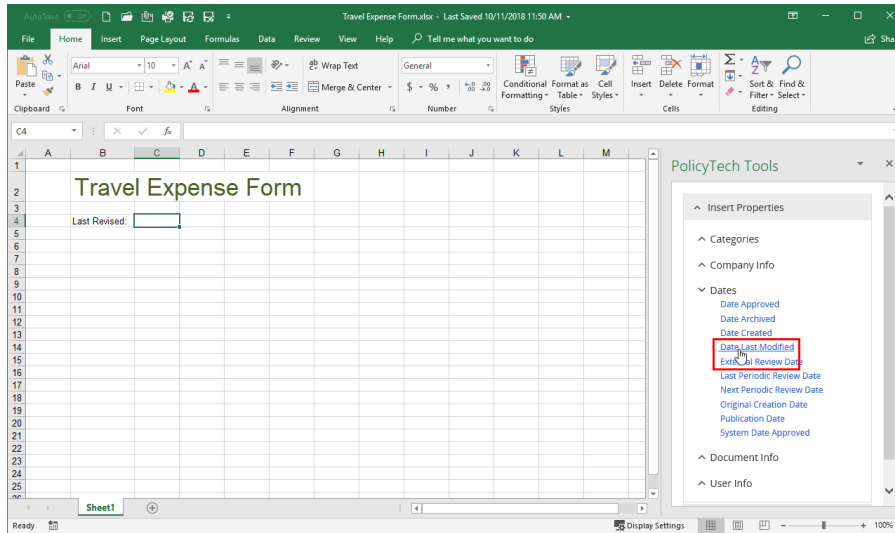 AutoSave Off Travel Expense Form.xlsx - Last Saved 10/11/2018 11:50 AM
File Home Insert Page Layout Formulas Data Review View Help Tell me what you want to do Sha
Paste
Clipboard
Arial 10 A A
B I U A
Font
Wrap Text
Merge & Center
Alignment
General
$ % ,
Number
Conditional Formatting
Format as Table
Cell Styles
Styles
Insert Delete Format
Cells
Sort & Filter
Find & Select
Editing
C4 fx
A B C D E F G H I J K L M
1
2 Travel Expense Form
3
4 Last Revised:
5
6
7
8
9
10
11
12
13
14
15
16
17
18
19
20
21
22
23
24
25
PolicyTech Tools
Insert Properties
Categories
Company Info
Dates
Date Approved
Date Archived
Date Created
Date Last Modified
External Review Date
Last Periodic Review Date
Next Periodic Review Date
Original Creation Date
Publication Date
System Date Approved
Document Info
User Info
Sheet1
Ready Display Settings 100%